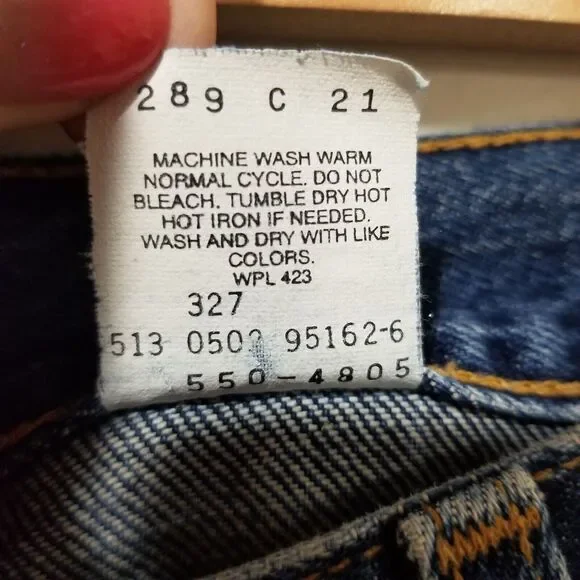 289 C 21
MACHINE WASH WARM
NORMAL CYCLE. DO NOT
BLEACH. TUMBLE DRY HOT
HOT IRON IF NEEDED.
WASH AND DRY WITH LIKE
COLORS.
WPL 423
327
513 95162-6
550-4805